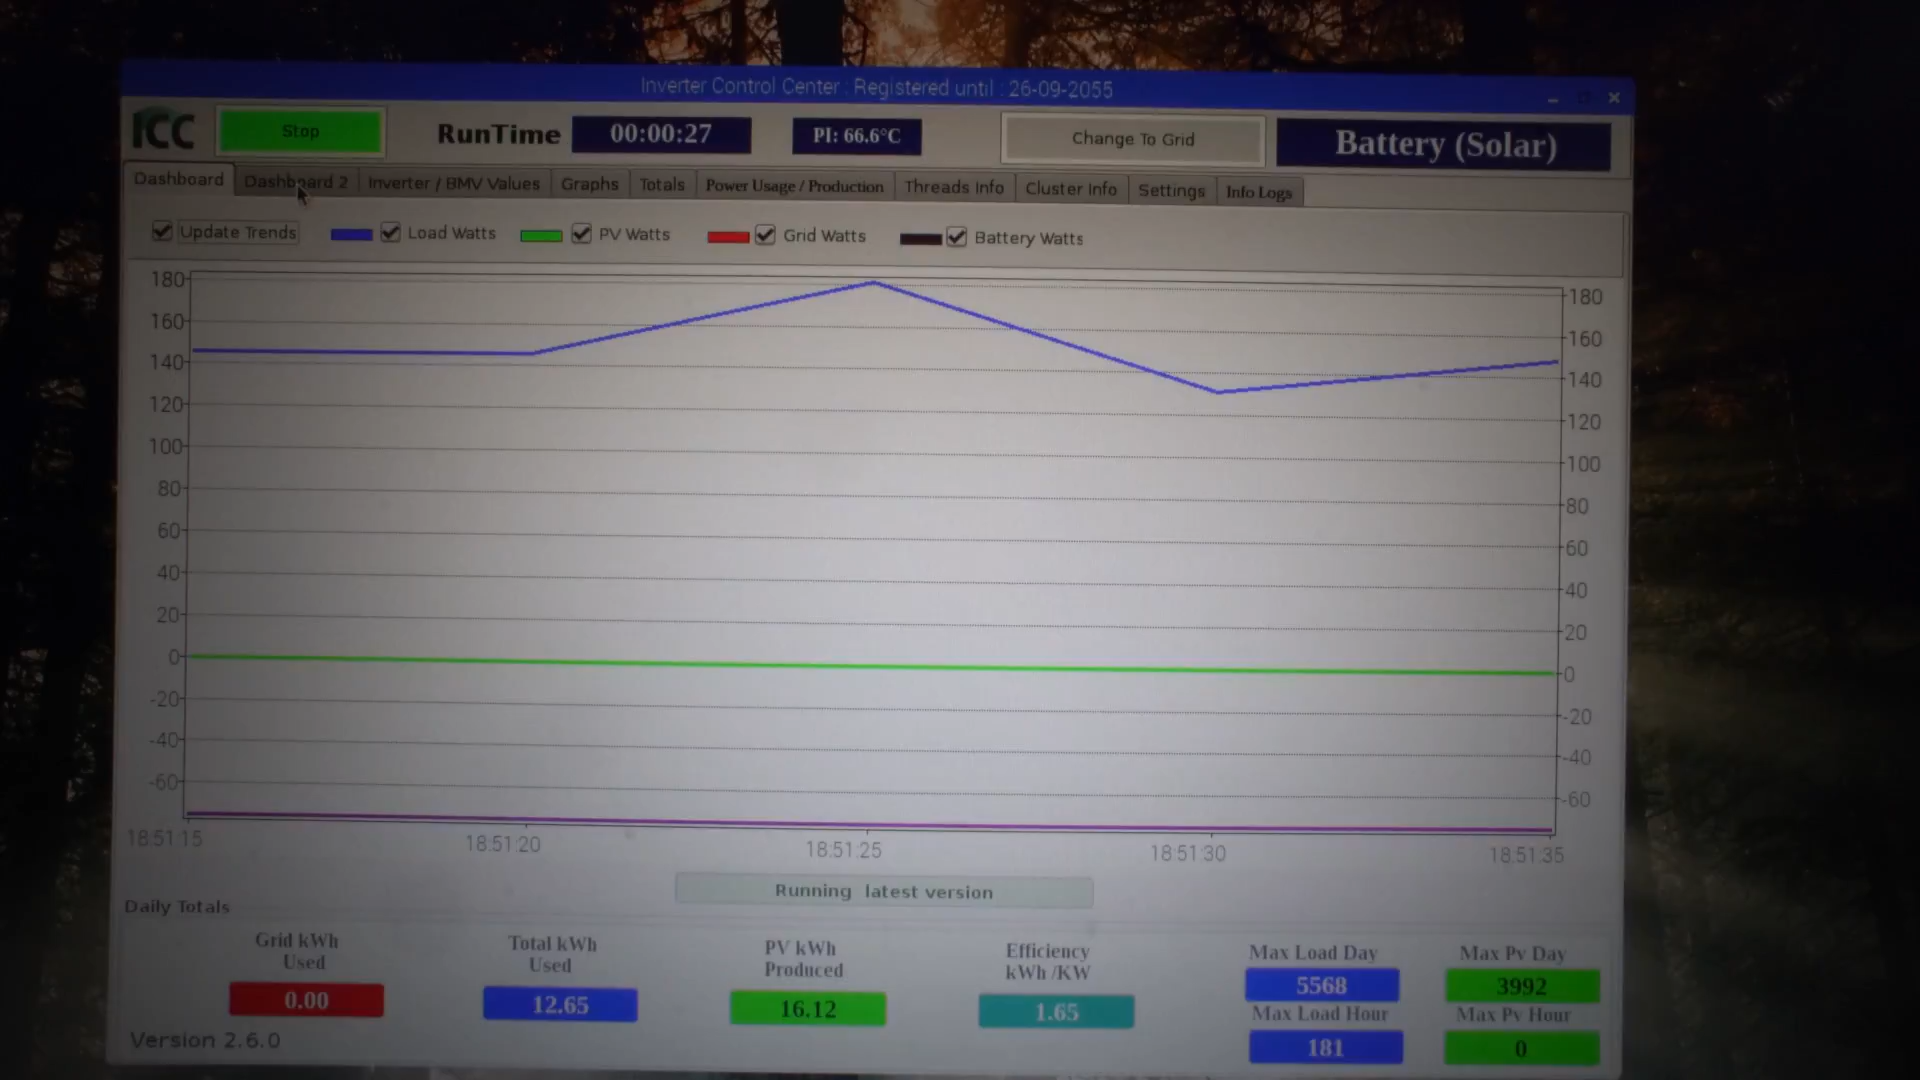 Inverter Control Center : Registered until : 26-09-2055
ICC
Stop
RunTime
00:00:27
PI: 66.6°C
Change To Grid
Battery (Solar)
Dashboard
Dashboard 2
Inverter / BMV Values
Graphs
Totals
Power Usage / Production
Threads Info
Cluster Info
Settings
Info Logs
Update Trends
Load Watts
PV Watts
Grid Watts
Battery Watts
180
160
140
120
100
80
60
40
20
0
-20
-40
-60
180
160
140
120
100
80
60
40
20
0
-20
-40
-60
18:51:15
18:51:20
18:51:25
18:51:30
18:51:35
Running latest version
Daily Totals
Grid kWh
Used
0.00
Total kWh
Used
12.65
PV kWh
Produced
16.12
Efficiency
kWh /KW
1.65
Max Load Day
5568
Max Load Hour
181
Max Pv Day
3992
Max Pv Hour
0
Version 2.6.0